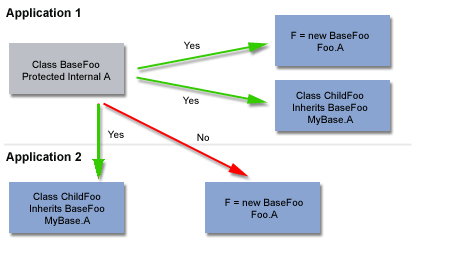 Application 1
F = new BaseFoo
Foo.A
Yes
Class BaseFoo
Protected Internal A
Yes
Class ChildFoo
Inherits BaseFoo
MyBase.A
Yes
No
Application 2
Class ChildFoo
Inherits BaseFoo
MyBase.A
F = new BaseFoo
Foo.A